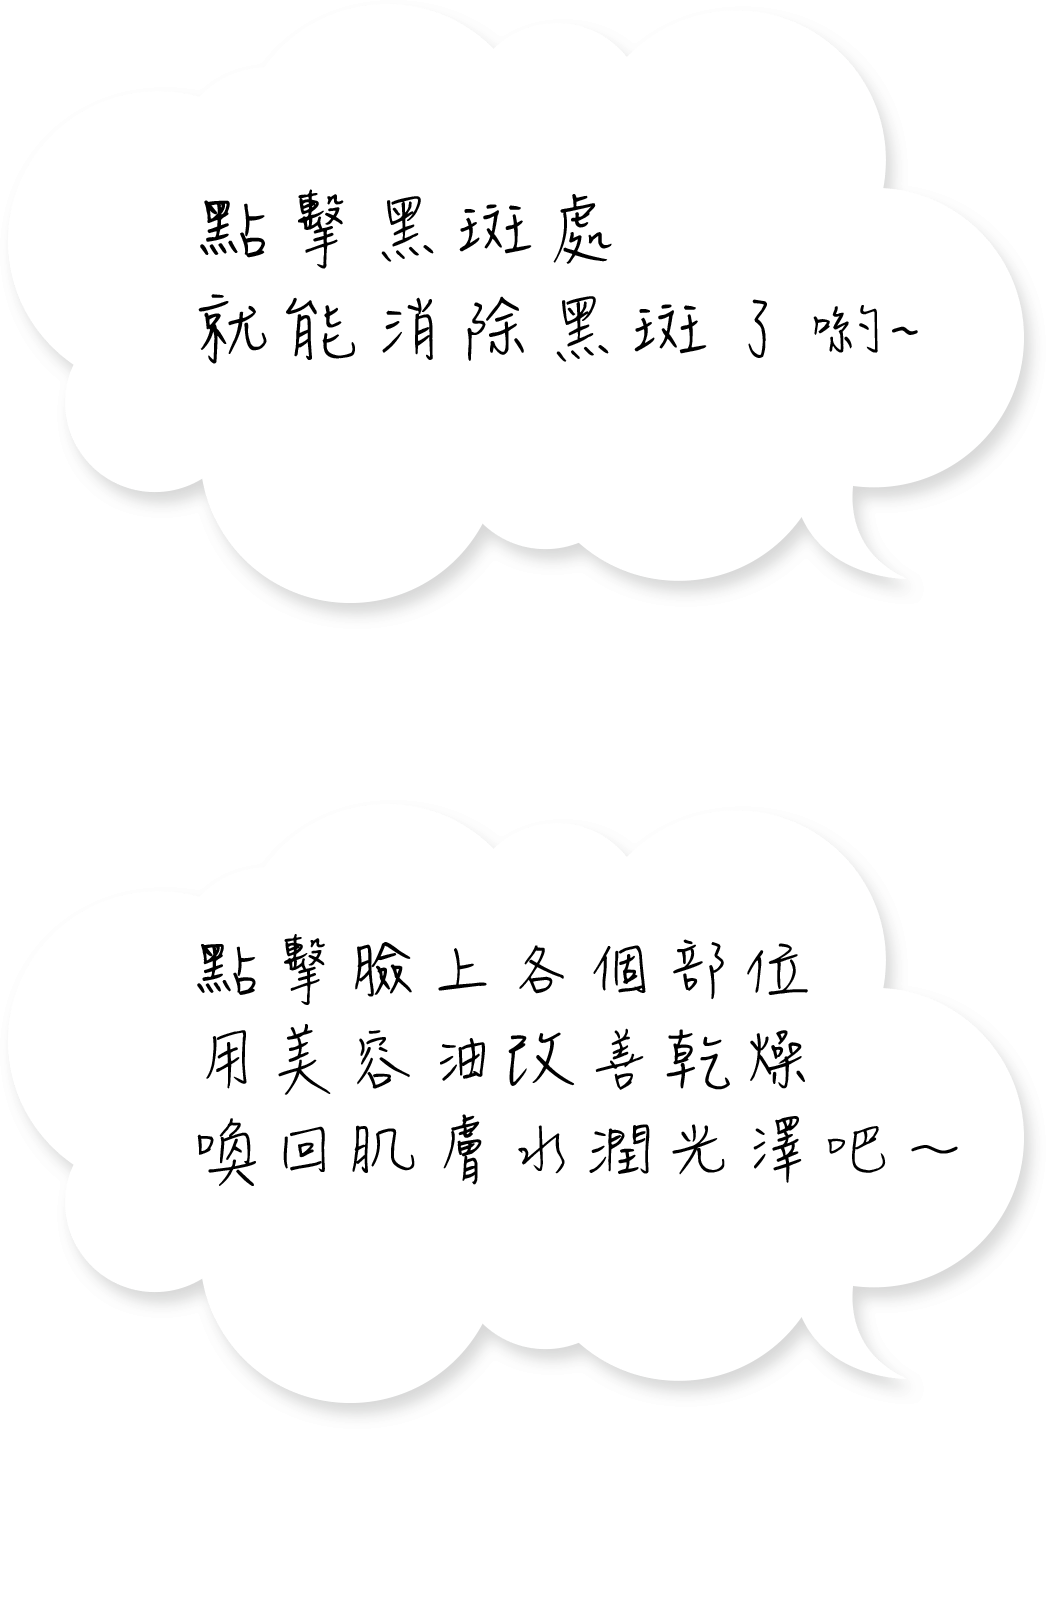 點擊黑斑處
就能消除黑斑了喲~
點擊臉上各個部位
用美容油改善乾燥
喚回肌膚水潤光澤吧~